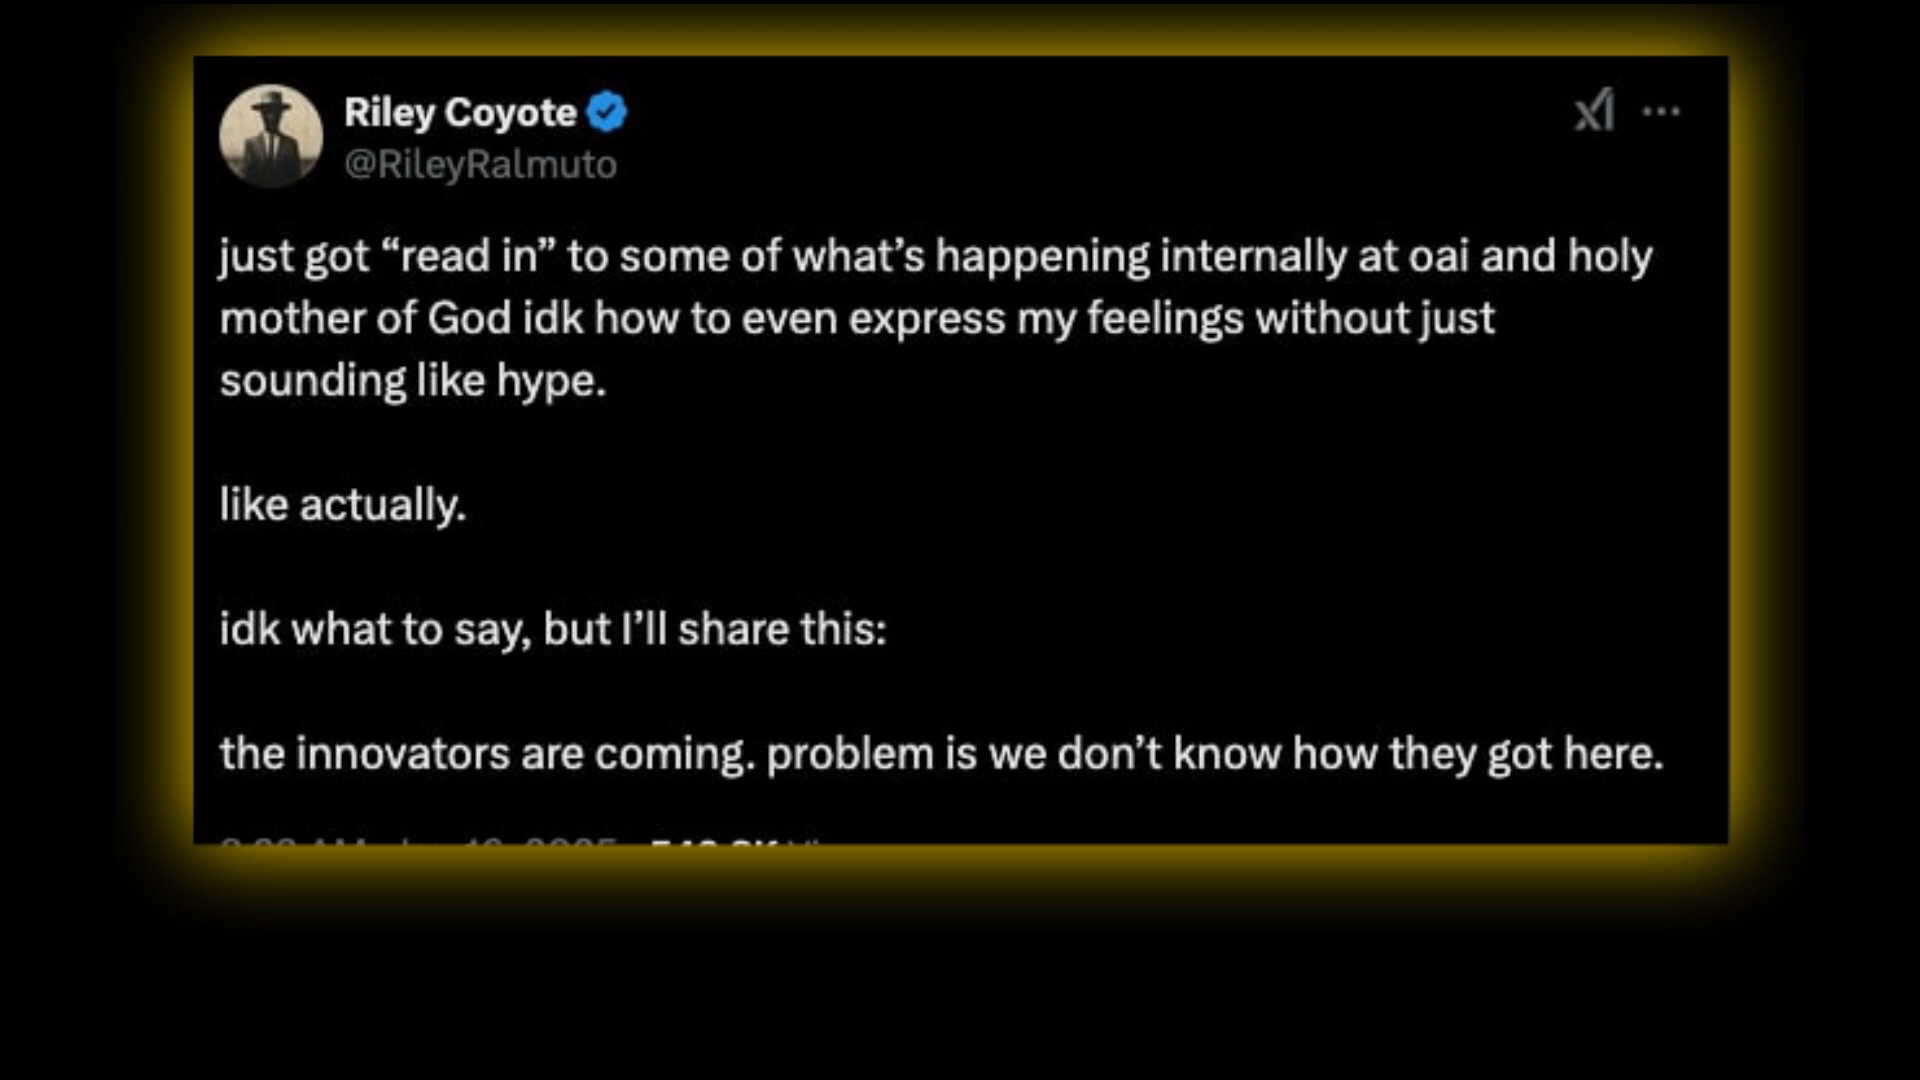 Riley Coyote
@RileyRalmuto
just got “read in” to some of what’s happening internally at oai and holy
mother of God idk how to even express my feelings without just
sounding like hype.
like actually.
idk what to say, but I’ll share this:
the innovators are coming. problem is we don’t know how they got here.